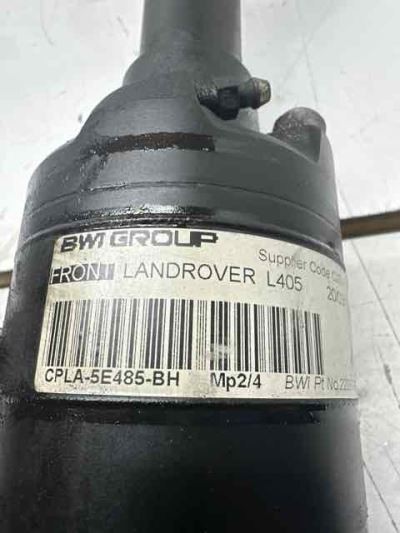 BWI GROUP
Supplier Code
FRONT LANDROVER L405
CPLA-5E485-BH Mp2/4 BWI Pt No.